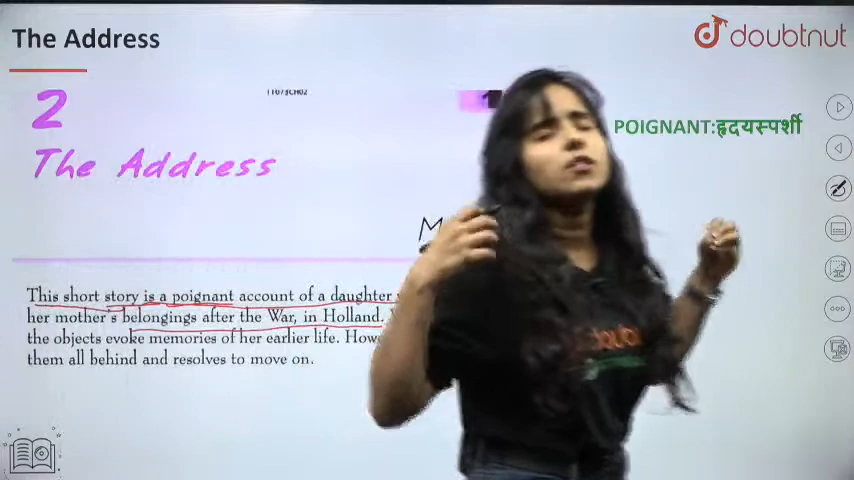 The Address
doubtnut
11073CH02
1
2
POIGNANT:हृदयस्पर्शी
The Address
M
This short story is a poignant account of a daughter
her mother's belongings after the War, in Holland.
the objects evoke memories of her earlier life.
them all behind and resolves to move on.